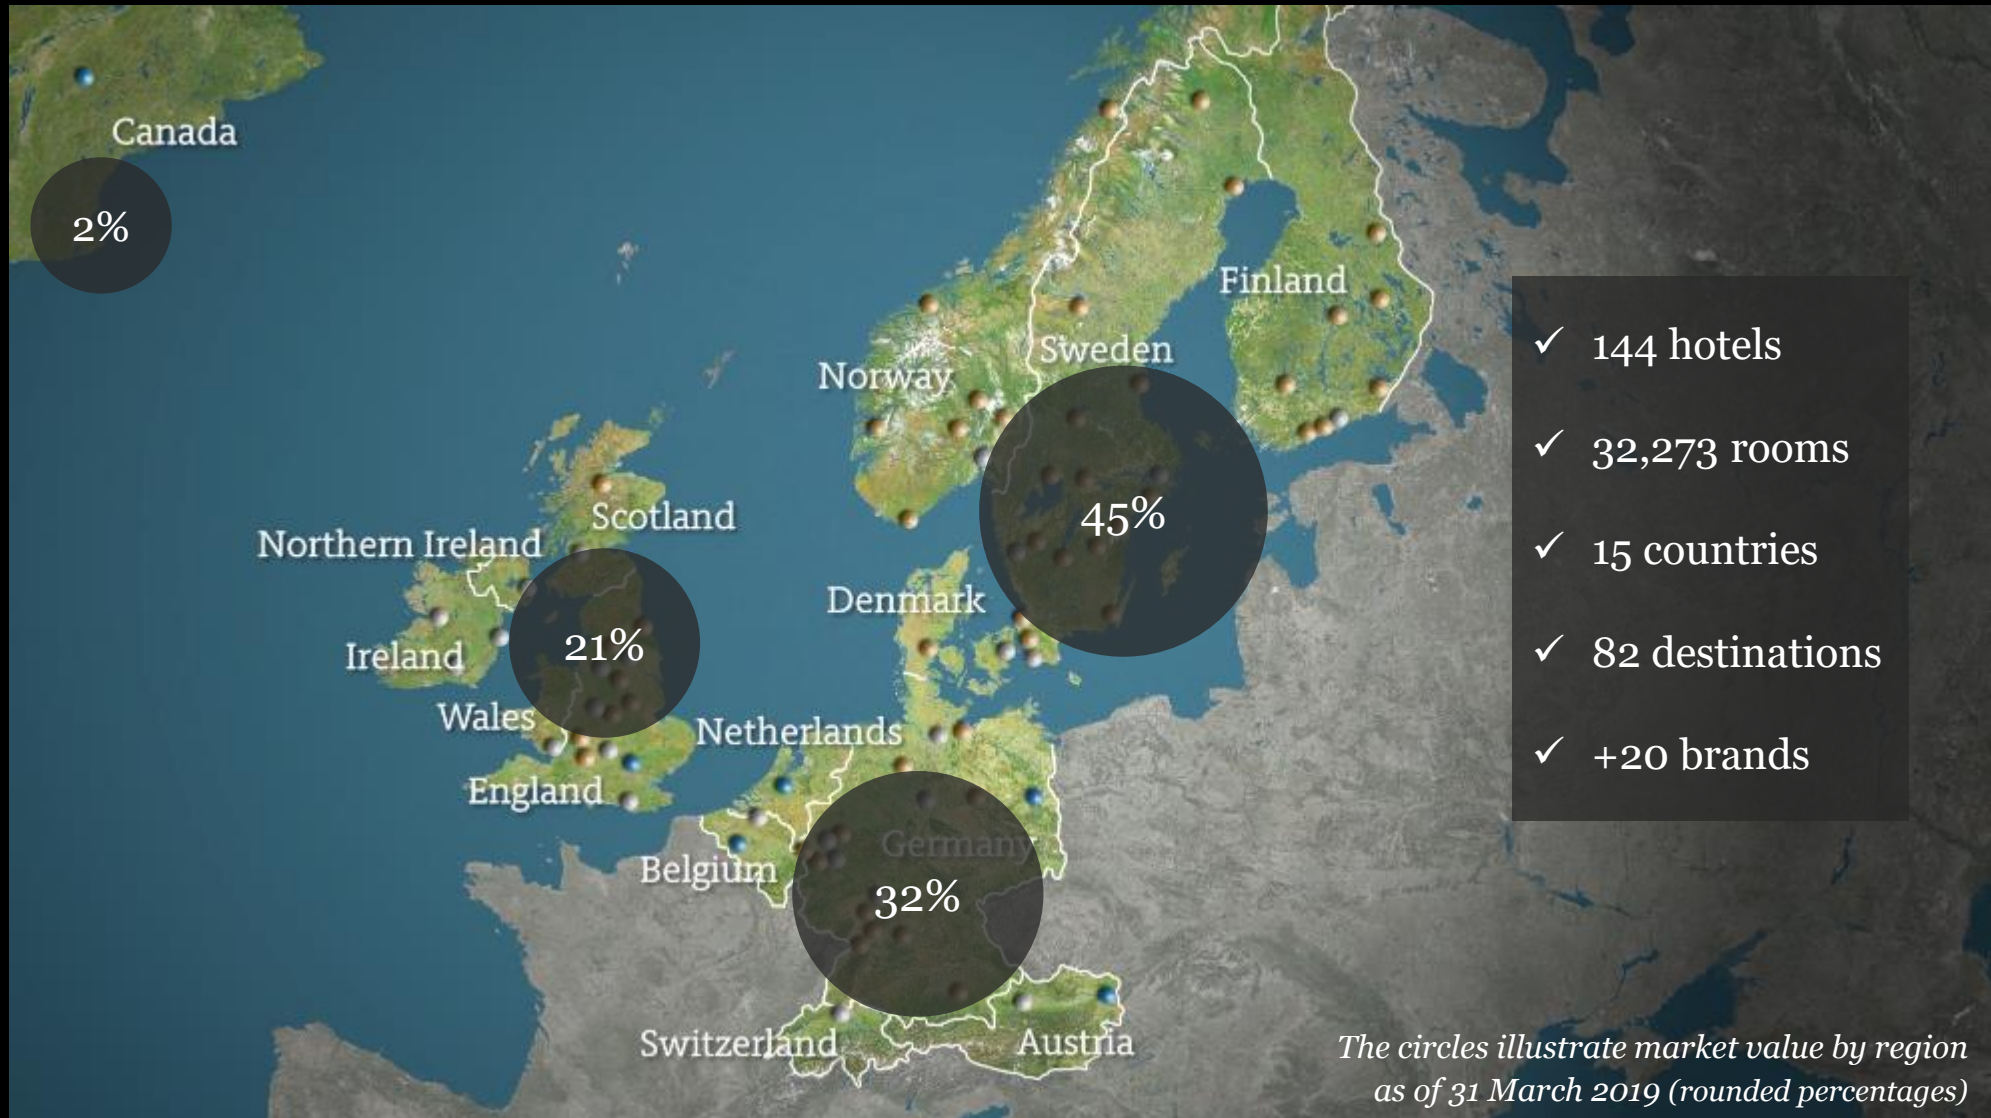 Canada
2%
Finland
Sweden
Norway
45%
Scotland
Northern Ireland
Denmark
21%
Ireland
Wales
Netherlands
England
Germany
Belgium
32%
Switzerland
Austria
✓ 144 hotels
✓ 32,273 rooms
✓ 15 countries
✓ 82 destinations
✓ +20 brands
The circles illustrate market value by region
as of 31 March 2019 (rounded percentages)